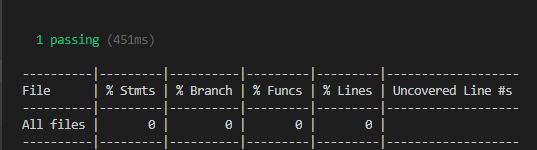 1 passing (451ms)
----------|---------|----------|---------|---------|-------------------
File      | % Stmts | % Branch | % Funcs | % Lines | Uncovered Line #s
----------|---------|----------|---------|---------|-------------------
All files |       0 |        0 |       0 |       0 |
----------|---------|----------|---------|---------|-------------------